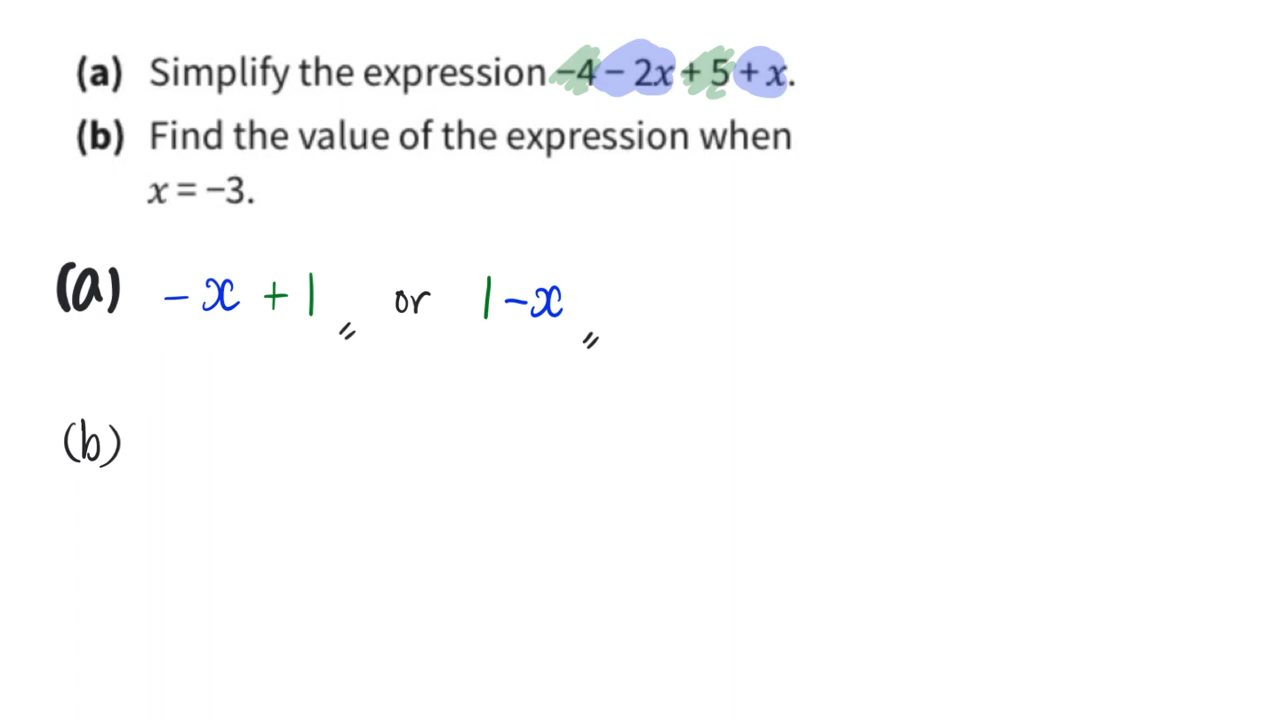 (a) Simplify the expression −4 − 2x + 5 + x.
(b) Find the value of the expression when
x = −3.
(a) − x + 1 〃 or 1 − x 〃
(b)